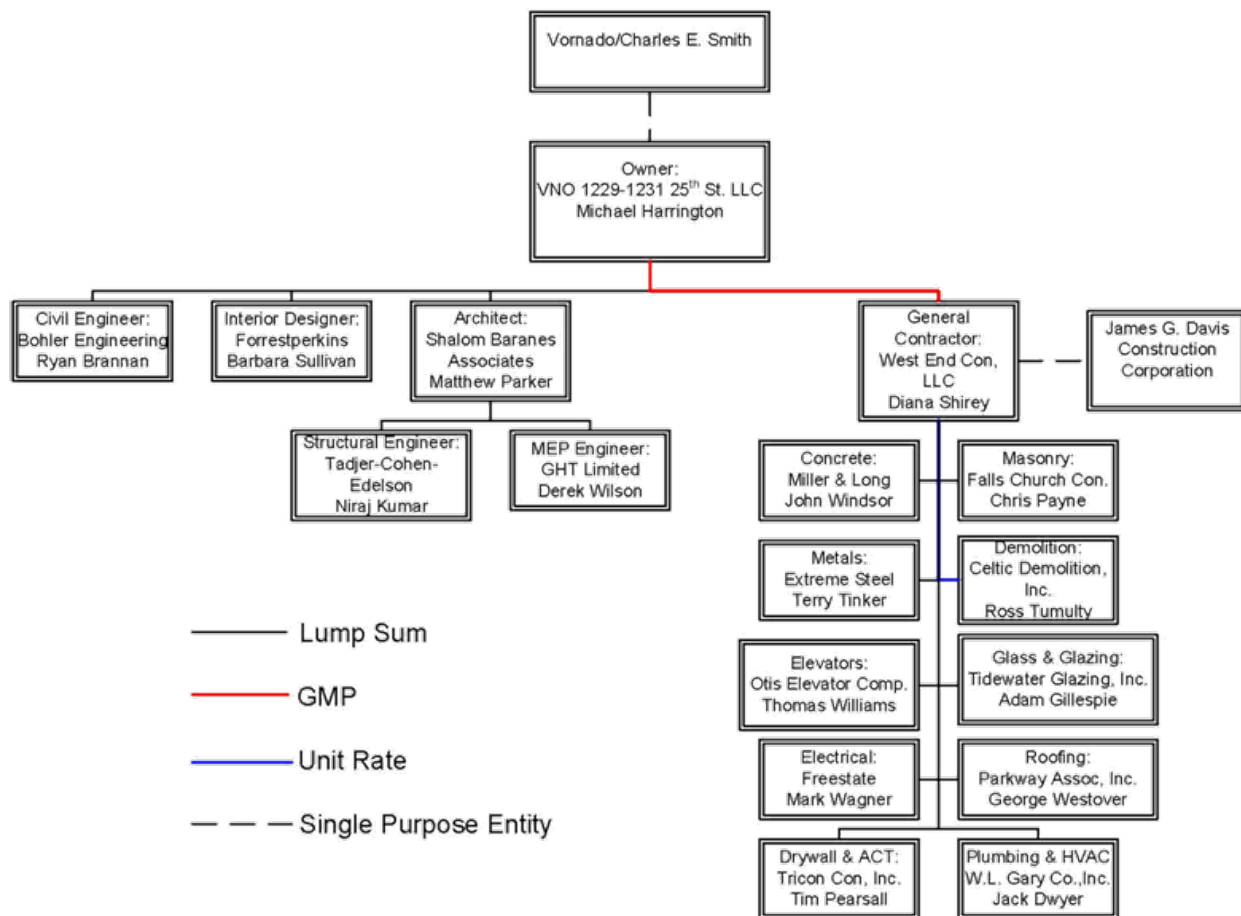 Vornado/Charles E. Smith
Owner:
VNO 1229-1231 25th St. LLC
Michael Harrington
Civil Engineer:
Bohler Engineering
Ryan Brannan
Interior Designer:
Forrestperkins
Barbara Sullivan
Architect:
Shalom Baranes
Associates
Matthew Parker
General
Contractor:
West End Con,
LLC
Diana Shirey
James G. Davis
Construction
Corporation
Structural Engineer:
Tadjer-Cohen-
Edelson
Niraj Kumar
MEP Engineer:
GHT Limited
Derek Wilson
Concrete:
Miller & Long
John Windsor
Masonry:
Falls Church Con.
Chris Payne
Metals:
Extreme Steel
Terry Tinker
Demolition:
Celtic Demolition,
Inc.
Ross Tumulty
Elevators:
Otis Elevator Comp.
Thomas Williams
Glass & Glazing:
Tidewater Glazing, Inc.
Adam Gillespie
Electrical:
Freestate
Mark Wagner
Roofing:
Parkway Assoc, Inc.
George Westover
Drywall & ACT:
Tricon Con, Inc.
Tim Pearsall
Plumbing & HVAC
W.L. Gary Co.,Inc.
Jack Dwyer
Lump Sum
GMP
Unit Rate
Single Purpose Entity